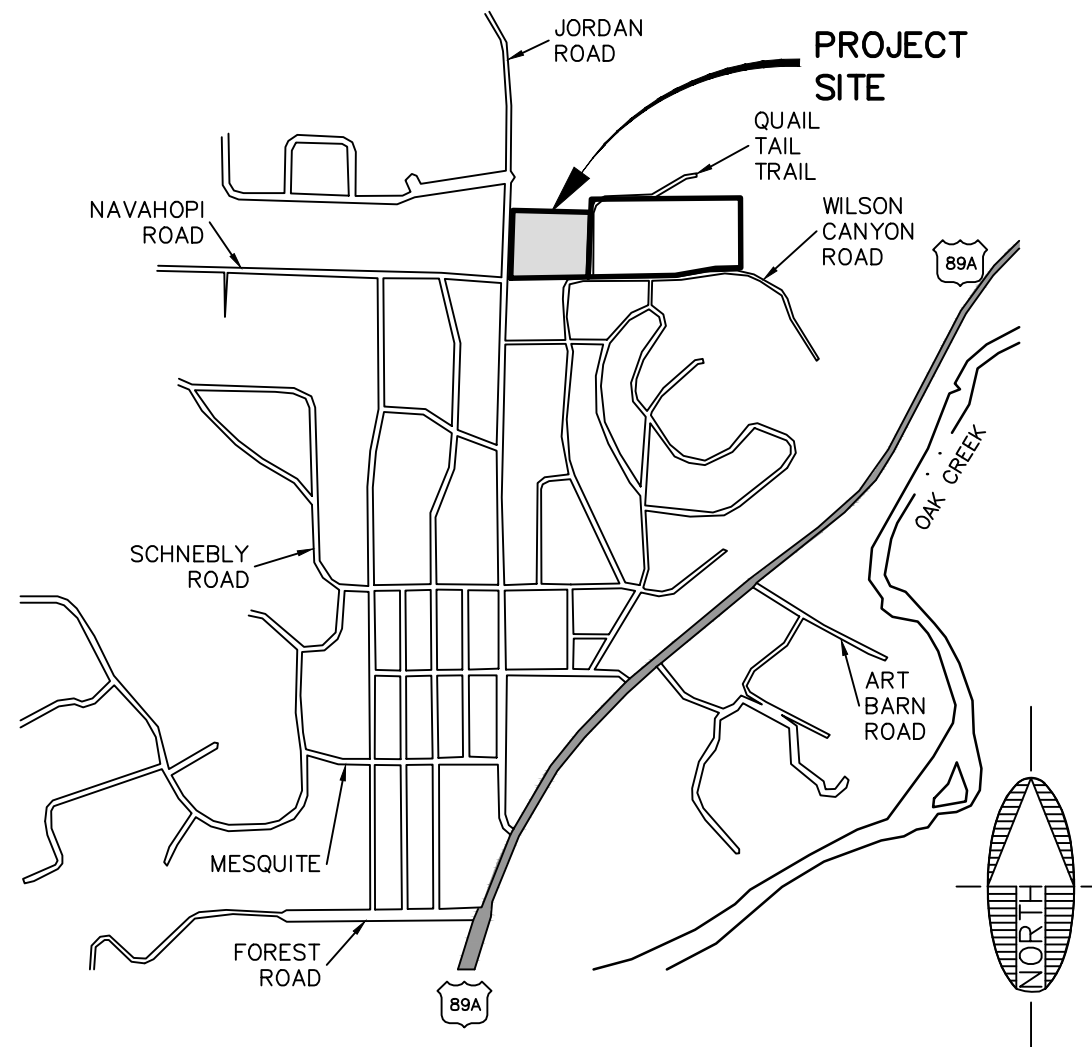 JORDAN
ROAD
PROJECT
SITE
QUAIL
TAIL
TRAIL
NAVAHOPI
ROAD
WILSON
CANYON
ROAD
89A
OAK CREEK
SCHNEBLY
ROAD
ART
BARN
ROAD
MESQUITE
NORTH
FOREST
ROAD
89A